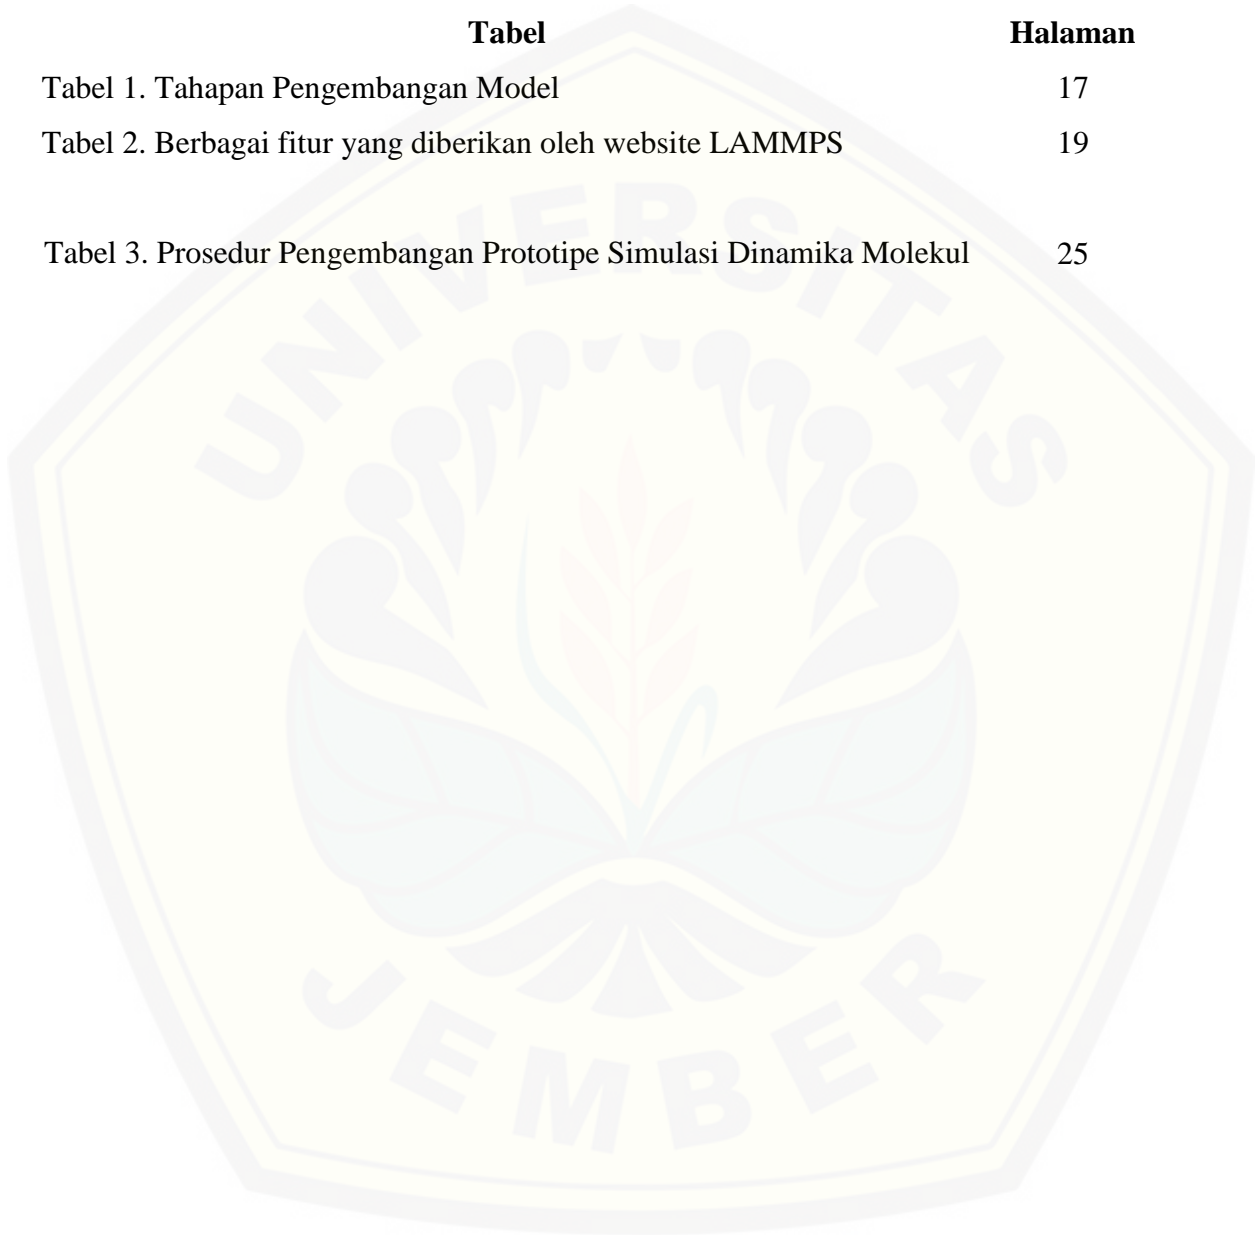 Tabel Halaman
Tabel 1. Tahapan Pengembangan Model 17
Tabel 2. Berbagai fitur yang diberikan oleh website LAMMPS 19
Tabel 3. Prosedur Pengembangan Prototipe Simulasi Dinamika Molekul 25
UNIVERSITAS
JEMBER